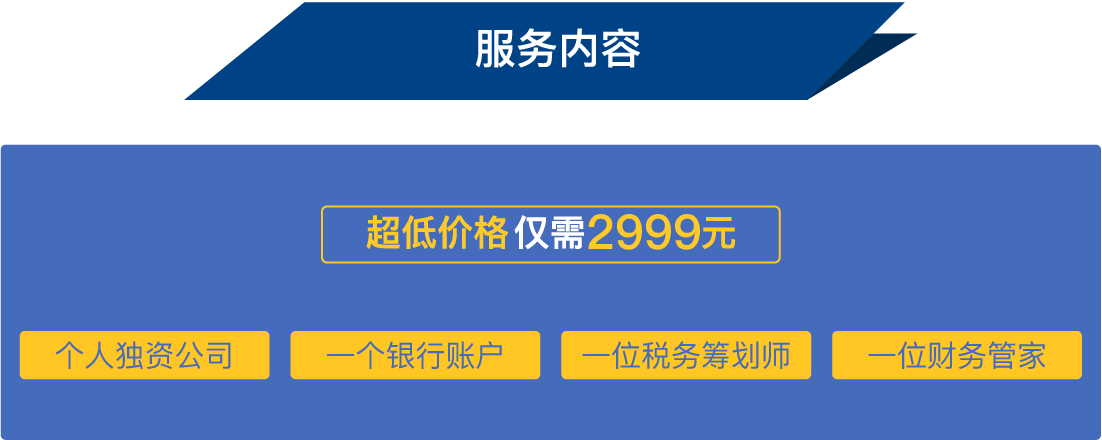 服务内容
超低价格 仅需2999元
个人独资公司
一个银行账户
一位税务筹划师
一位财务管家